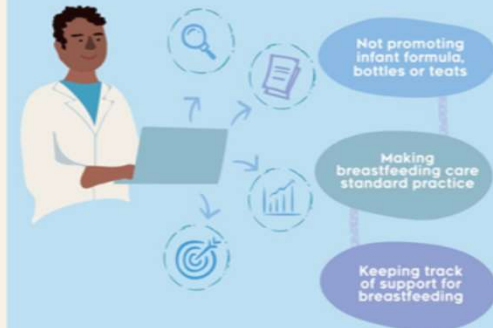 Not promoting
infant formula,
bottles or teats
Making
breastfeeding care
standard practice
Keeping track
of support for
breastfeeding